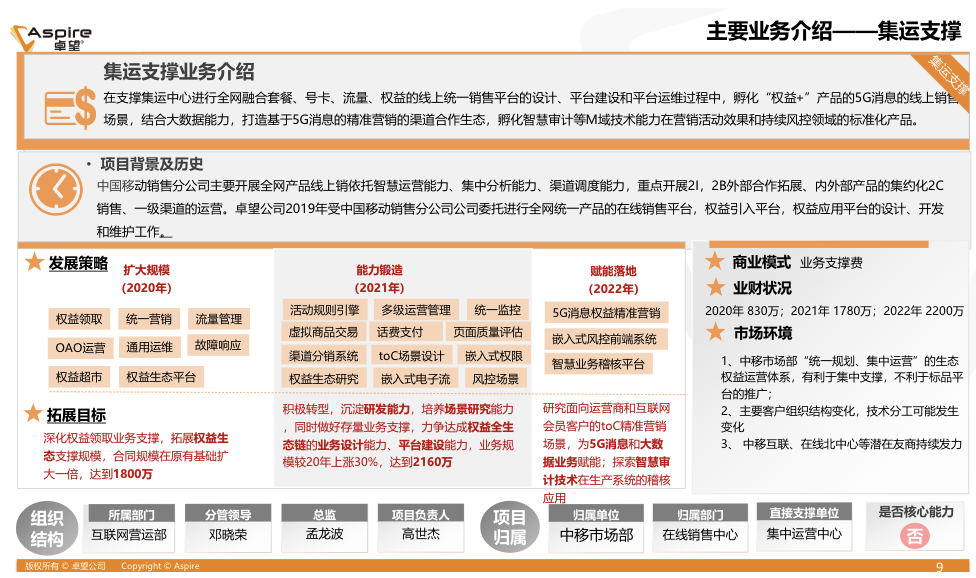 Aspire
卓望
主要业务介绍——集运支撑
集运支撑
集运支撑业务介绍
在支撑集运中心进行全网融合套餐、号卡、流量、权益的线上统一销售平台的设计、平台建设和平台运维过程中，孵化“权益+”产品的5G消息的线上销售
场景，结合大数据能力，打造基于5G消息的精准营销的渠道合作生态，孵化智慧审计等M域技术能力在营销活动效果和持续风控领域的标准化产品。
• 项目背景及历史
中国移动销售分公司主要开展全网产品线上销依托智慧运营能力、集中分析能力、渠道调度能力，重点开展2I，2B外部合作拓展、内外部产品的集约化2C
销售、一级渠道的运营。卓望公司2019年受中国移动销售分公司公司委托进行全网统一产品的在线销售平台，权益引入平台，权益应用平台的设计、开发
和维护工作。
发展策略
扩大规模
(2020年)
权益领取 统一营销 流量管理
OAO运营 通用运维 故障响应
权益超市 权益生态平台
能力锻造
(2021年)
活动规则引擎 多级运营管理 统一监控
虚拟商品交易 话费支付 页面质量评估
渠道分销系统 toC场景设计 嵌入式权限
权益生态研究 嵌入式电子流 风控场景
赋能落地
(2022年)
5G消息权益精准营销
嵌入式风控前端系统
智慧业务稽核平台
拓展目标
深化权益领取业务支撑，拓展权益生
态支撑规模，合同规模在原有基础扩
大一倍，达到1800万
积极转型，沉淀研发能力，培养场景研究能力
，同时做好存量业务支撑，力争达成权益全生
态链的业务设计能力、平台建设能力，业务规
模较20年上涨30%，达到2160万
研究面向运营商和互联网
会员客户的toC精准营销
场景，为5G消息和大数
据业务赋能；探索智慧审
计技术在生产系统的稽核
应用
商业模式 业务支撑费
业财状况
2020年 830万；2021年 1780万；2022年 2200万
市场环境
1、中移市场部“统一规划、集中运营”的生态
权益运营体系，有利于集中支撑，不利于标品平
台的推广；
2、主要客户组织结构变化，技术分工可能发生
变化
3、 中移互联、在线北中心等潜在友商持续发力
组织
结构
所属部门 分管领导 总监 项目负责人
互联网营运部 邓晓荣 孟龙波 高世杰
项目
归属
归属单位 归属部门 直接支撑单位
中移市场部 在线销售中心 集中运营中心
是否核心能力
否
版权所有 © 卓望公司 Copyright © Aspire
9